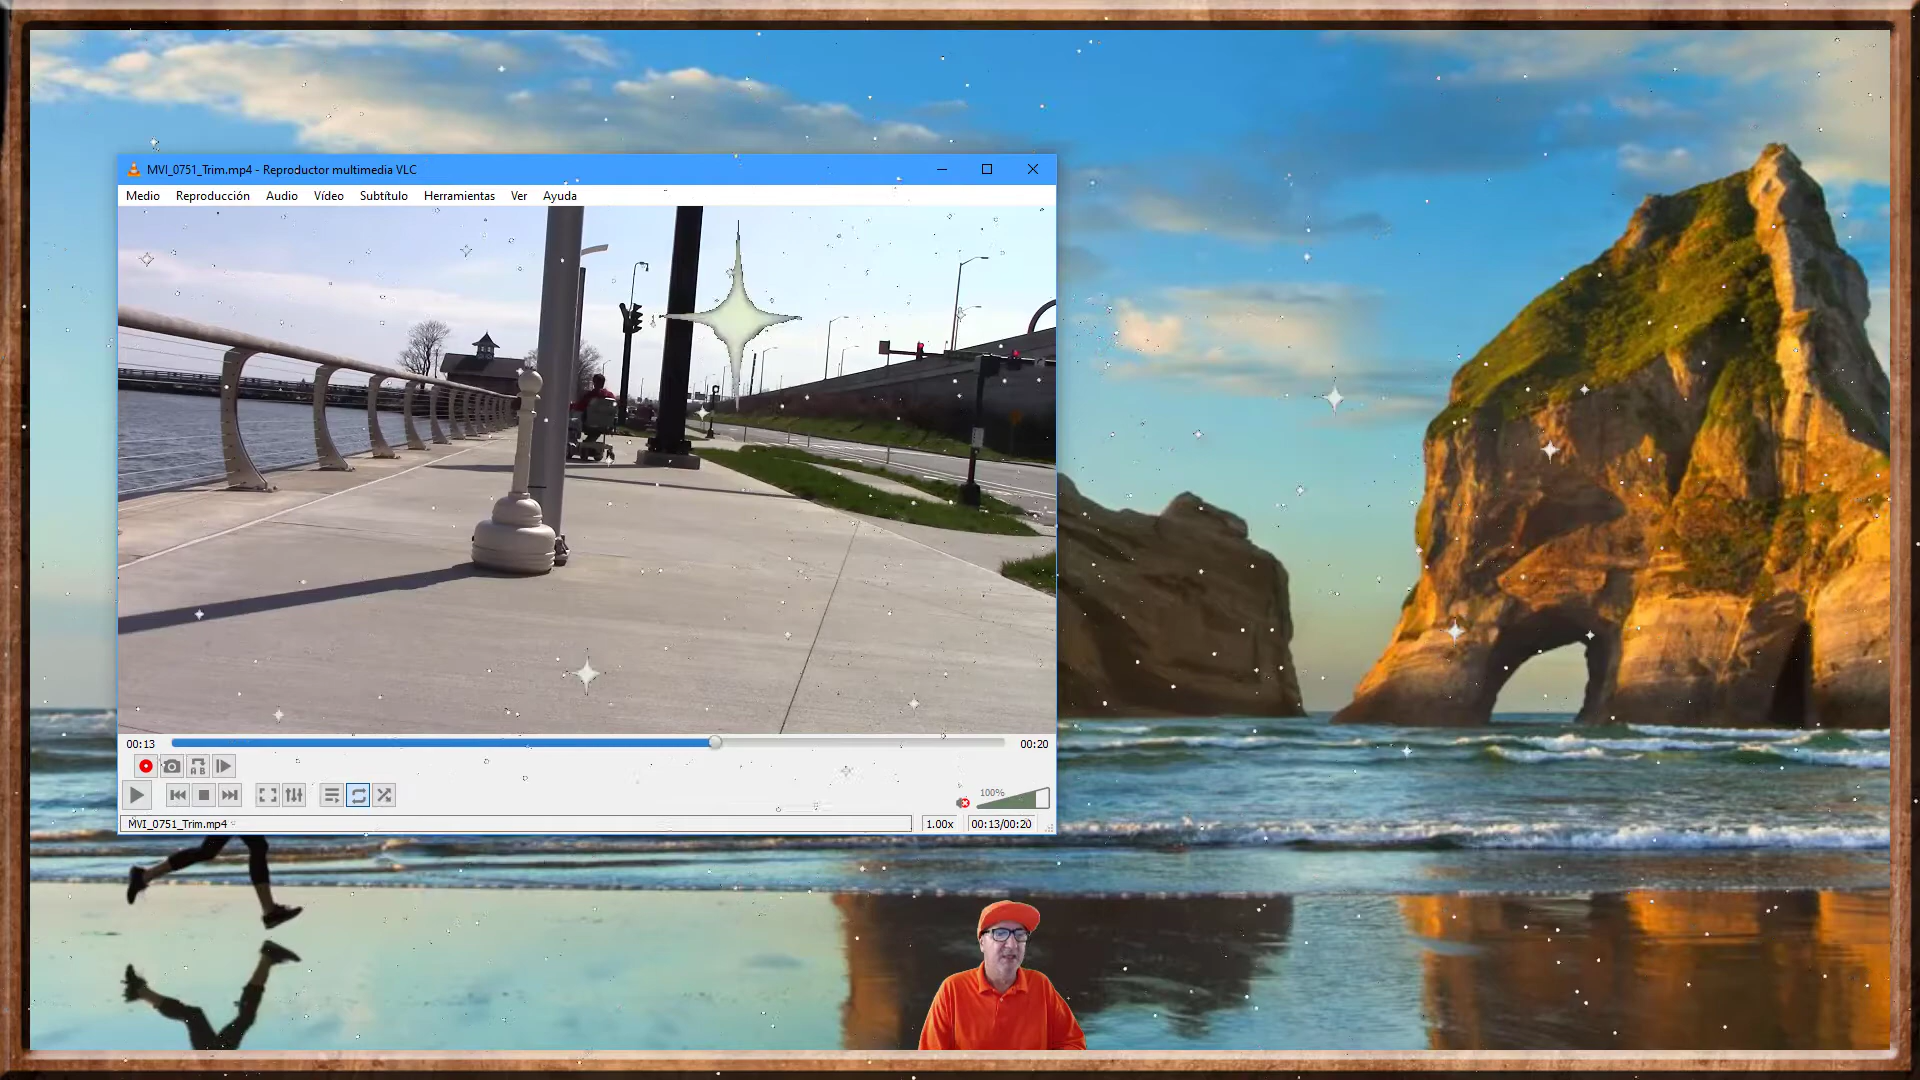 MVI_0751_Trim.mp4 - Reproductor multimedia VLC
Medio Reproducción Audio Vídeo Subtítulo Herramientas Ver Ayuda
00:13 00:20
A B
100%
MVI_0751_Trim.mp4 1.00x 00:13/00:20